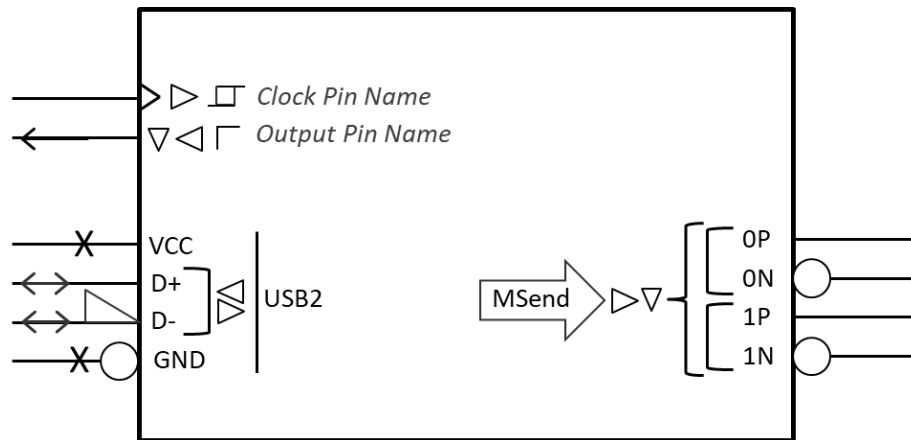 Clock Pin Name
Output Pin Name
VCC
D+
D-
GND
USB2
MSend
0P
0N
1P
1N